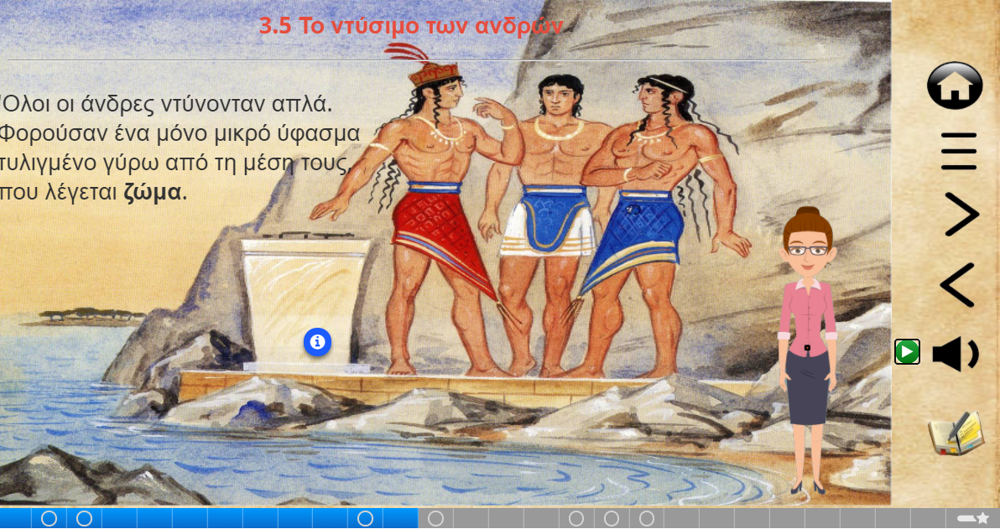 3.5 Το ντύσιμο των ανδρών
Όλοι οι άνδρες ντύνονταν απλά.
Φορούσαν ένα μόνο μικρό ύφασμα
τυλιγμένο γύρω από τη μέση τους,
που λέγεται ζώμα.